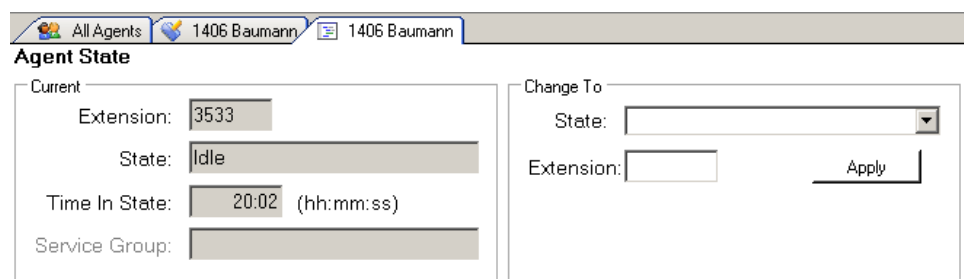 All Agents 1406 Baumann 1406 Baumann
Agent State
Current
Extension: 3533
State: Idle
Time In State: 20:02 (hh:mm:ss)
Service Group:
Change To
State:
Extension: Apply